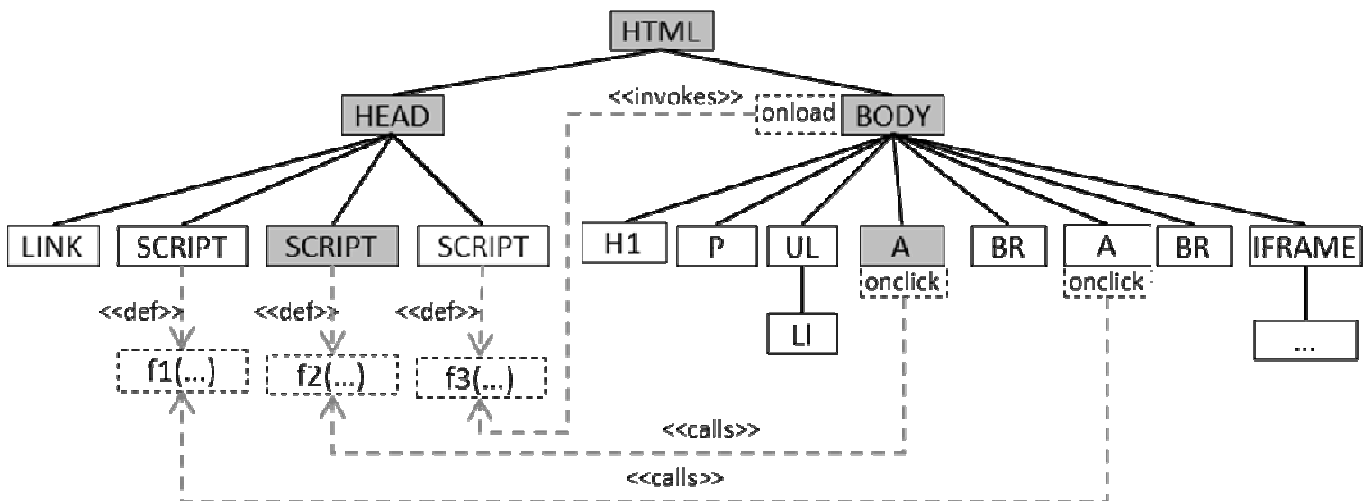 HTML
HEAD
<<invokes>>
onload
BODY
LINK
SCRIPT
SCRIPT
SCRIPT
H1
P
UL
A
BR
A
BR
IFRAME
onclick
onclick
<<def>>
<<def>>
<<def>>
LI
...
f1(...)
f2(...)
f3(...)
<<calls>>
<<calls>>